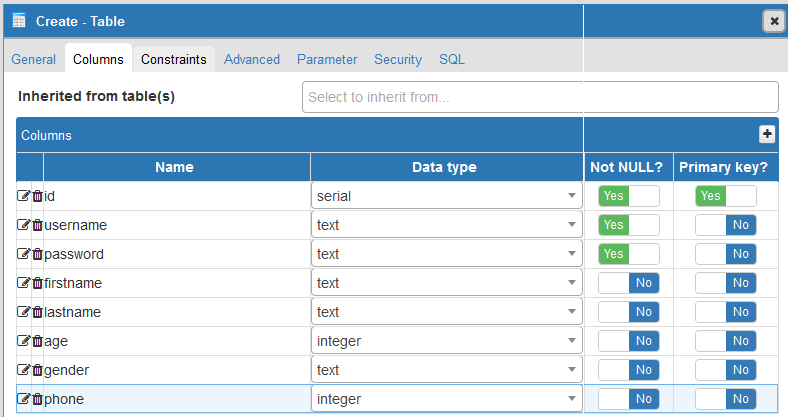 Create - Table
General Columns Constraints Advanced Parameter Security SQL
Inherited from table(s) Select to inherit from...
Columns
Name Data type Not NULL? Primary key?
id serial Yes Yes
username text Yes No
password text Yes No
firstname text No No
lastname text No No
age integer No No
gender text No No
phone integer No No